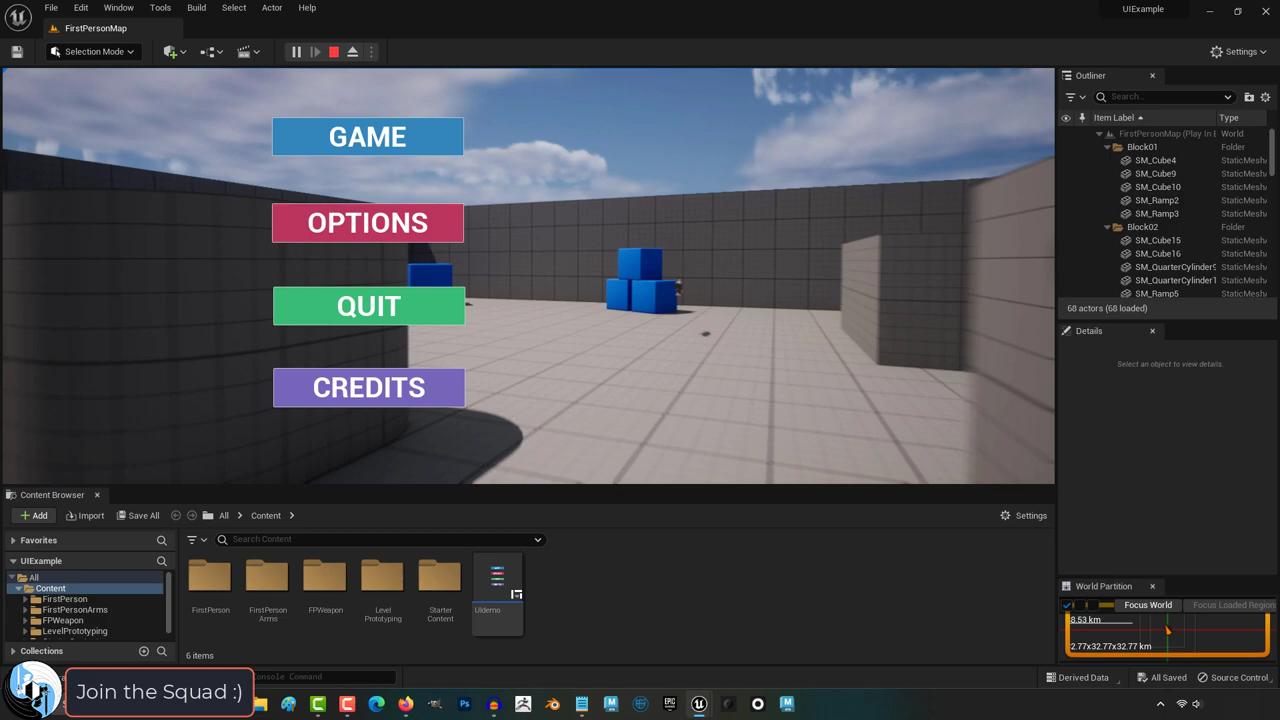 File Edit Window Tools Build Select Actor Help
UIExample
FirstPersonMap
Selection Mode
Settings
GAME
OPTIONS
QUIT
CREDITS
Outliner
Search...
Item Label Type
FirstPersonMap (Play In E World
Block01 Folder
SM_Cube4 StaticMesh
SM_Cube9 StaticMesh
SM_Cube10 StaticMesh
SM_Ramp2 StaticMesh
SM_Ramp3 StaticMesh
Block02 Folder
SM_Cube15 StaticMesh
SM_Cube16 StaticMesh
SM_QuarterCylinder9 StaticMesh
SM_QuarterCylinder1 StaticMesh
SM_Ramp5 StaticMesh
68 actors (68 loaded)
Details
Select an object to view details.
World Partition
Focus World Focus Loaded Region
8.53 km
2.77x32.77x32.77 km
Content Browser
Add Import Save All All Content Settings
Favorites
Search Content
UIExample
All
Content
FirstPerson
FirstPersonArms
FPWeapon
LevelPrototyping
Collections
FirstPerson
FirstPerson
Arms
FPWeapon
Level
Prototyping
Starter
Content
UIdemo
6 items
Console Command
Derived Data All Saved Source Control
Join the Squad :)